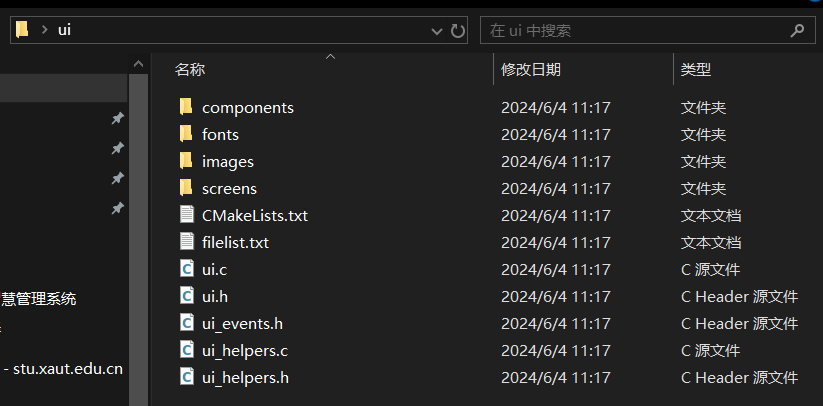 ui
在 ui 中搜索
名称 修改日期 类型
components 2024/6/4 11:17 文件夹
fonts 2024/6/4 11:17 文件夹
images 2024/6/4 11:17 文件夹
screens 2024/6/4 11:17 文件夹
CMakeLists.txt 2024/6/4 11:17 文本文档
filelist.txt 2024/6/4 11:17 文本文档
ui.c 2024/6/4 11:17 C 源文件
ui.h 2024/6/4 11:17 C Header 源文件
ui_events.h 2024/6/4 11:17 C Header 源文件
ui_helpers.c 2024/6/4 11:17 C 源文件
ui_helpers.h 2024/6/4 11:17 C Header 源文件
慧管理系统
- stu.xaut.edu.cn